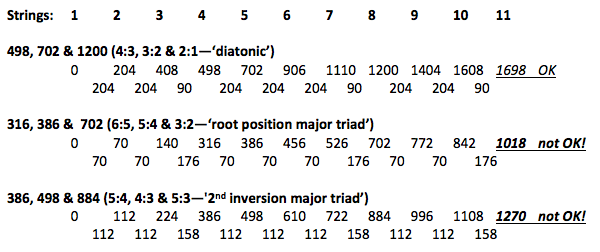 Strings: 1 2 3 4 5 6 7 8 9 10 11
498, 702 & 1200 (4:3, 3:2 & 2:1—‘diatonic’)
0 204 408 498 702 906 1110 1200 1404 1608 1698 OK
204 204 90 204 204 204 90 204 204 90
316, 386 & 702 (6:5, 5:4 & 3:2—‘root position major triad’)
0 70 140 316 386 456 526 702 772 842 1018 not OK!
70 70 176 70 70 70 176 70 70 176
386, 498 & 884 (5:4, 4:3 & 5:3—'2nd inversion major triad’)
0 112 224 386 498 610 722 884 996 1108 1270 not OK!
112 112 158 112 112 112 158 112 112 158